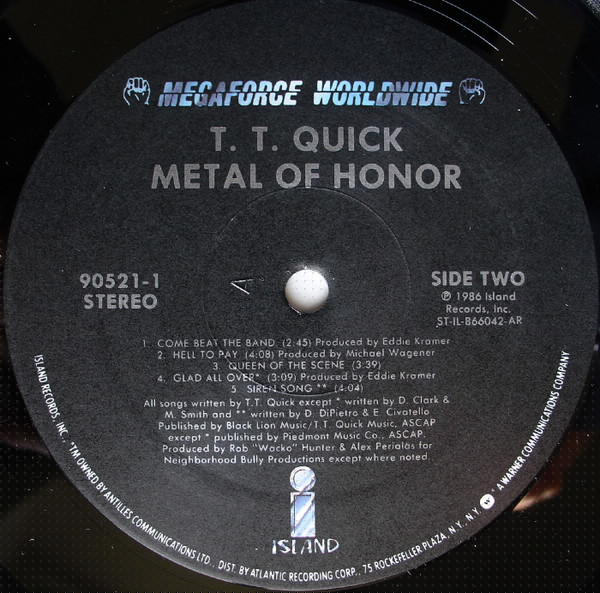 MEGAFORCE WORLDWIDE
T. T. QUICK
METAL OF HONOR
90521-1
STEREO
SIDE TWO
℗ 1986 Island
Records, Inc.
ST-IL-B66042-AR
1. COME BEAT THE BAND (2:45) Produced by Eddie Kramer
2. HELL TO PAY (4:08) Produced by Michael Wagener
3. QUEEN OF THE SCENE (3:39)
4. GLAD ALL OVER* (3:09) Produced by Eddie Kramer
5. SIREN SONG ** (4:04)
All songs written by T.T. Quick except * written by D. Clark &
M. Smith and ** written by D. DiPietro & E. Civatello
Published by Black Lion Music/T.T. Quick Music, ASCAP
except * published by Piedmont Music Co., ASCAP.
Produced by Rob "Wacko" Hunter & Alex Perialas for
Neighborhood Bully Productions except where noted.
i
ISLAND
ISLAND RECORDS, INC., *TM OWNED BY ANTILLES COMMUNICATIONS LTD., DIST. BY ATLANTIC RECORDING CORP., 75 ROCKEFELLER PLAZA, N.Y., N.Y. W * A WARNER COMMUNICATIONS COMPANY